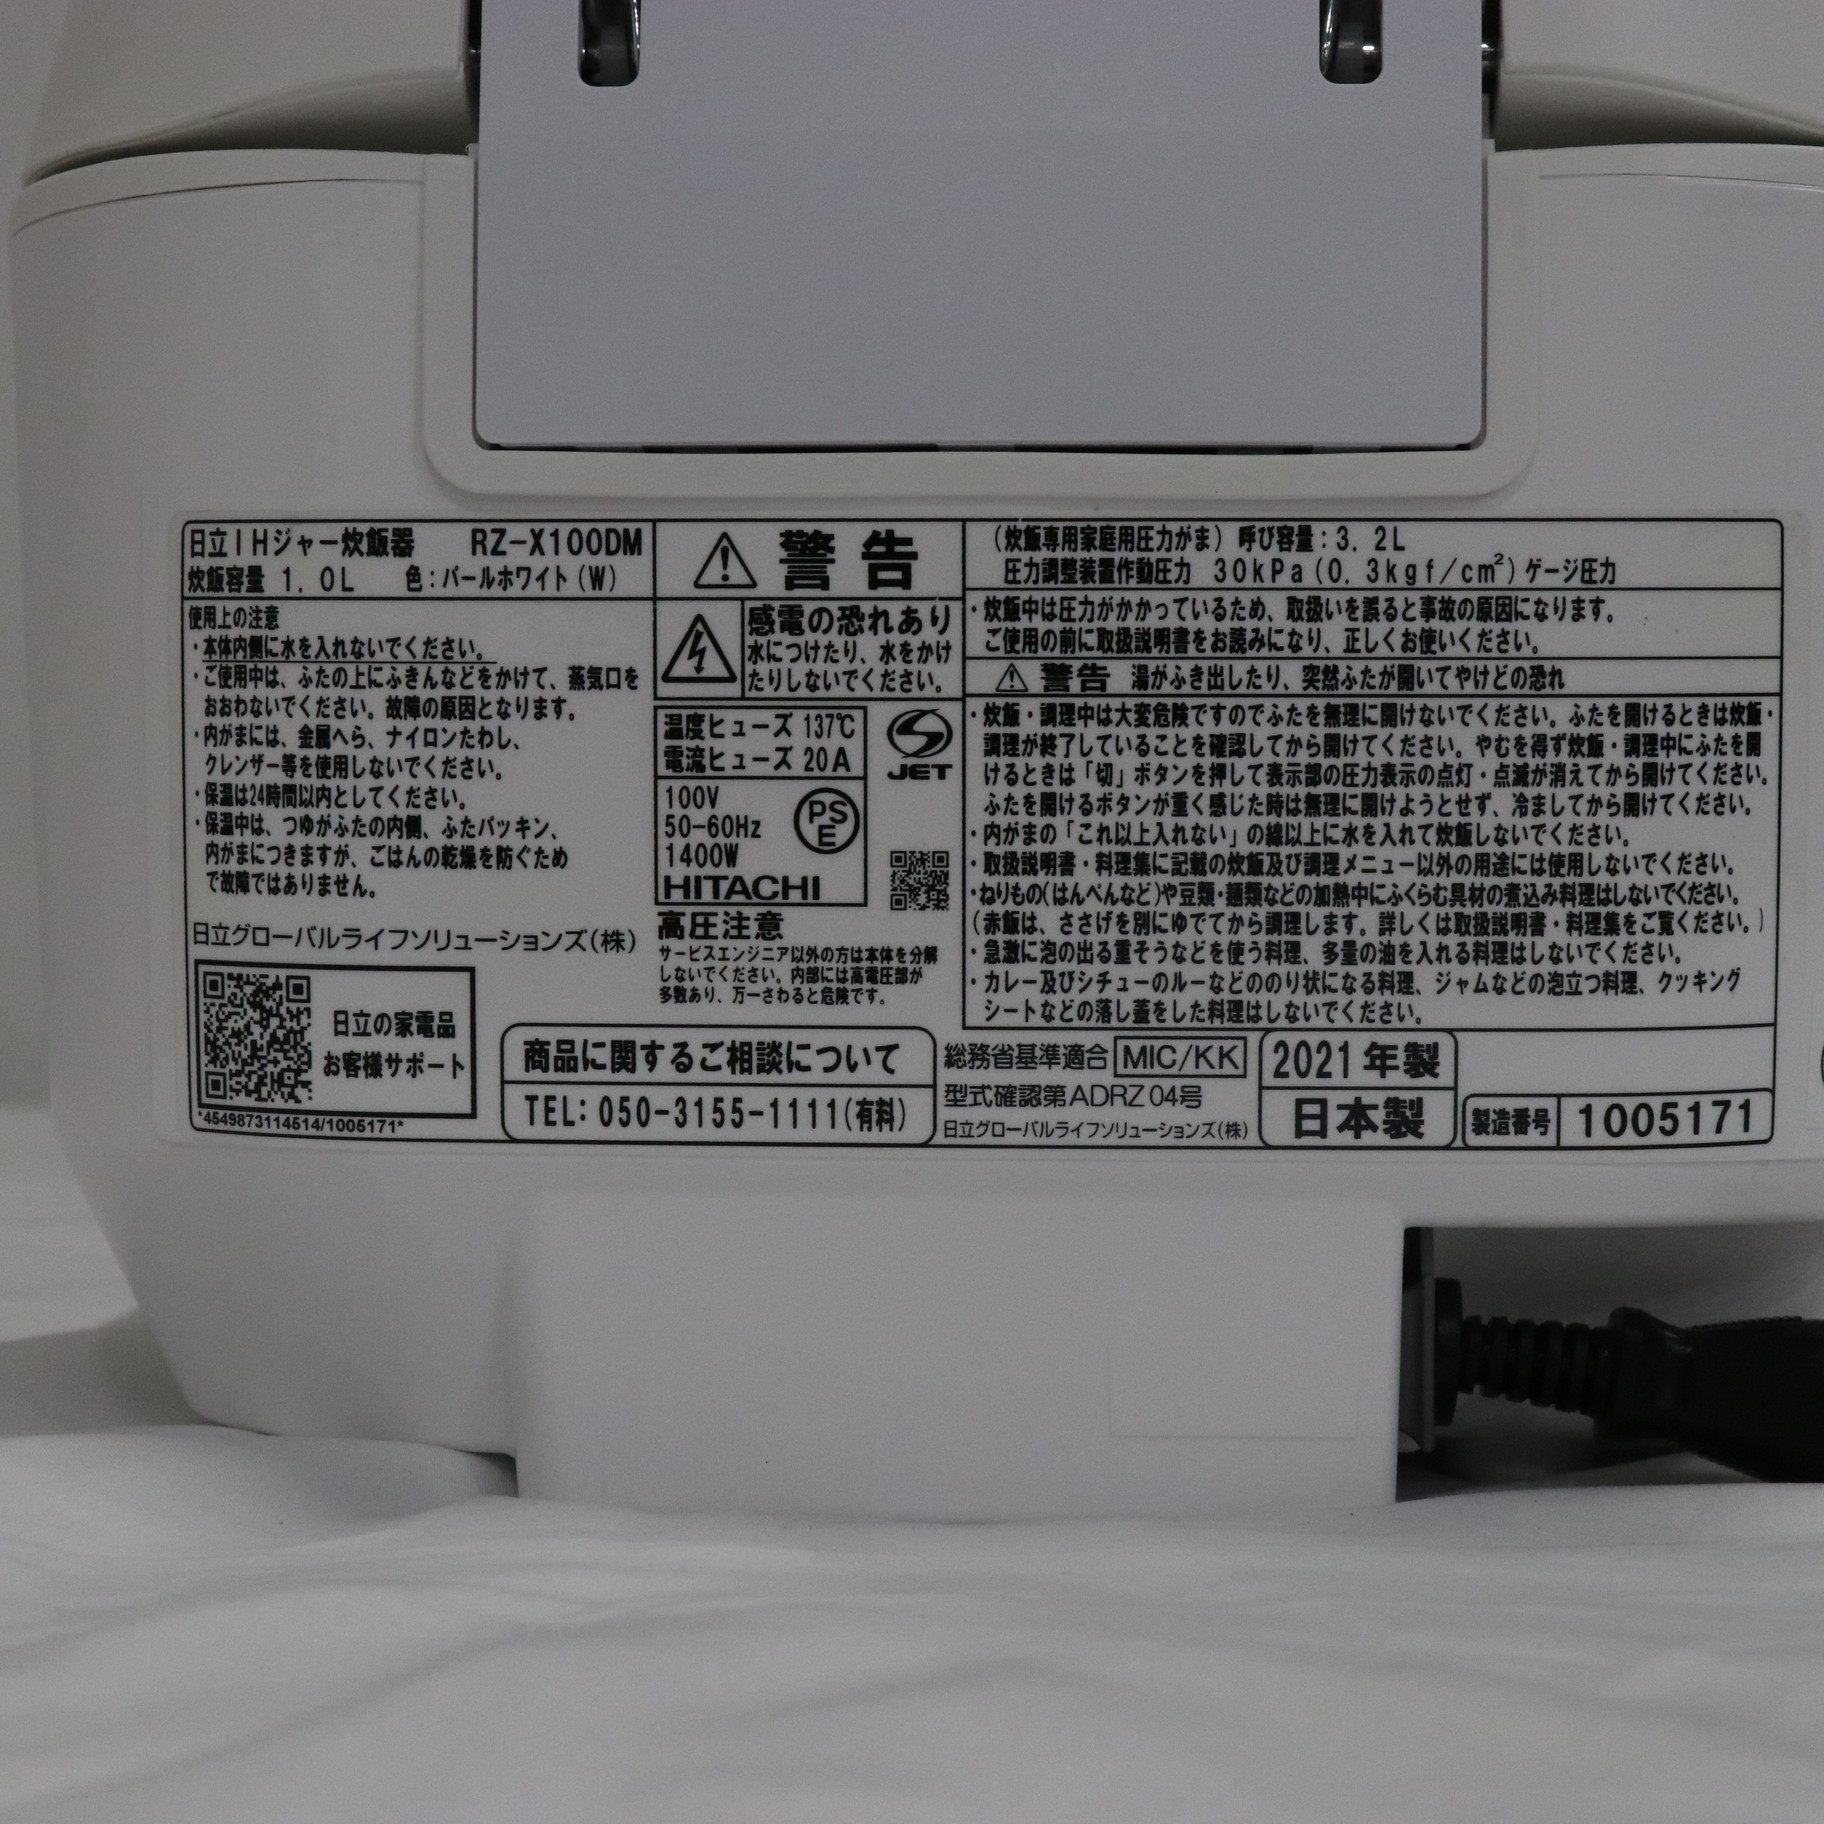 日立IHジャー炊飯器 RZ-X100DM
炊飯容量 1.0L 色:パールホワイト(W)
使用上の注意
・本体内側に水を入れないでください。
・ご使用中は、ふたの上にふきんなどをかけて、蒸気口を
おおわないでください。故障の原因となります。
・内がまには、金属へら、ナイロンたわし、
クレンザー等を使用しないでください。
・保温は24時間以内としてください。
・保温中は、つゆがふたの内側、ふたパッキン、
内がまにつきますが、ごはんの乾燥を防ぐため
で故障ではありません。
日立グローバルライフソリューションズ(株)
日立の家電品
お客様サポート
*4549873114514/1005171*
警告
感電の恐れあり
水につけたり、水をかけ
たりしないでください。
温度ヒューズ 137℃
電流ヒューズ 20A
JET
100V
50-60Hz
1400W
PS
E
HITACHI
高圧注意
サービスエンジニア以外の方は本体を分解
しないでください。内部には高電圧部が
多数あり、万一さわると危険です。
商品に関するご相談について
TEL: 050-3155-1111(有料)
(炊飯専用家庭用圧力がま) 呼び容量:3.2L
圧力調整装置作動圧力 30kPa(0.3kgf/cm²)ゲージ圧力
・炊飯中は圧力がかかっているため、取扱いを誤ると事故の原因になります。
ご使用の前に取扱説明書をお読みになり、正しくお使いください。
警告 湯がふき出したり、突然ふたが開いてやけどの恐れ
・炊飯・調理中は大変危険ですのでふたを無理に開けないでください。ふたを開けるときは炊飯・
調理が終了していることを確認してから開けてください。やむを得ず炊飯・調理中にふたを開
けるときは「切」ボタンを押して表示部の圧力表示の点灯・点滅が消えてから開けてください。
ふたを開けるボタンが重く感じた時は無理に開けようとせず、冷ましてから開けてください。
・内がまの「これ以上入れない」の線以上に水を入れて炊飯しないでください。
・取扱説明書・料理集に記載の炊飯及び調理メニュー以外の用途には使用しないでください。
・ねりもの(はんぺんなど)や豆類・麺類などの加熱中にふくらむ具材の煮込み料理はしないでください。
(赤飯は、ささげを別にゆでてから調理します。詳しくは取扱説明書・料理集をご覧ください。)
・急激に泡の出る重そうなどを使う料理、多量の油を入れる料理はしないでください。
・カレー及びシチューのルーなどののり状になる料理、ジャムなどの泡立つ料理、クッキング
シートなどの落し蓋をした料理はしないでください。
総務省基準適合 MIC/KK
型式確認第ADRZ04号
日立グローバルライフソリューションズ(株)
2021年製
日本製
製造番号 1005171